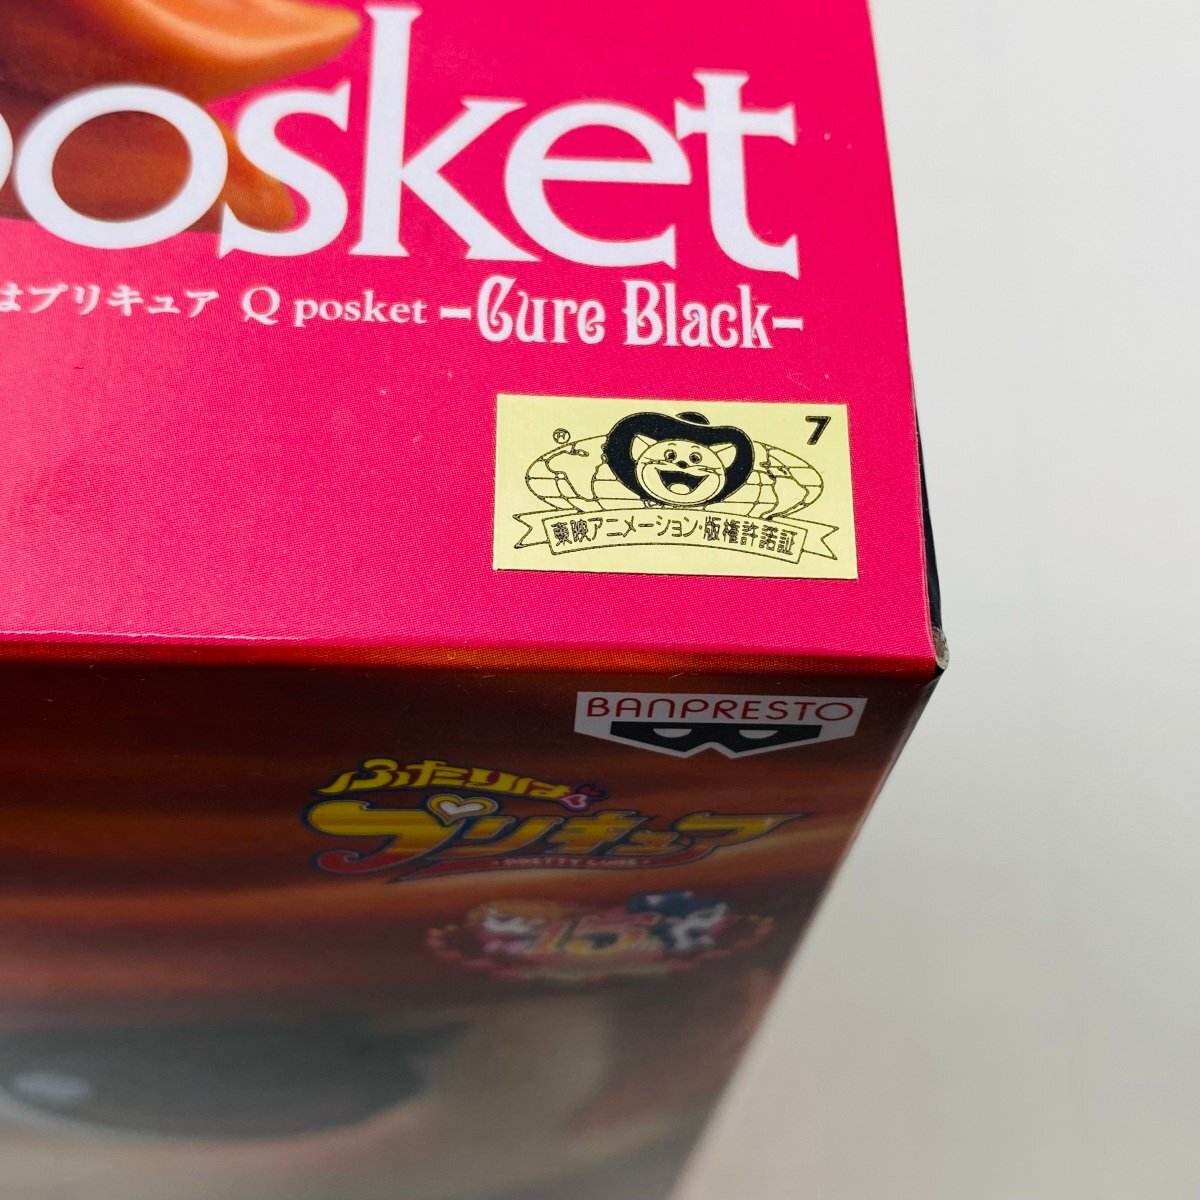 posket
はプリキュア Q posket -Cure Black-
7
®
東映アニメーション・版権許諾証
BANPRESTO
ふたりは
プリキュア
PRETTY CURE
15